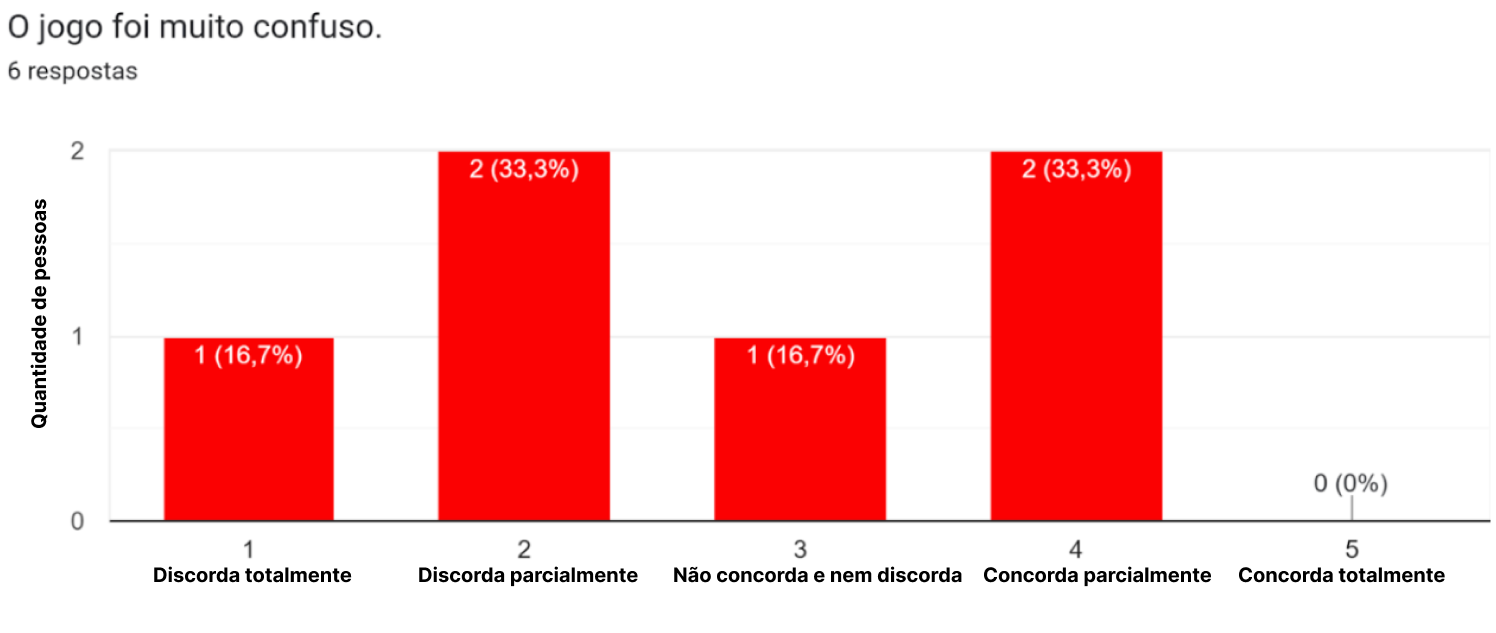 O jogo foi muito confuso.
6 respostas
Quantidade de pessoas
2
1
0
1 (16,7%)
2 (33,3%)
1 (16,7%)
2 (33,3%)
0 (0%)
1
2
3
4
5
Discorda totalmente
Discorda parcialmente
Não concorda e nem discorda
Concorda parcialmente
Concorda totalmente